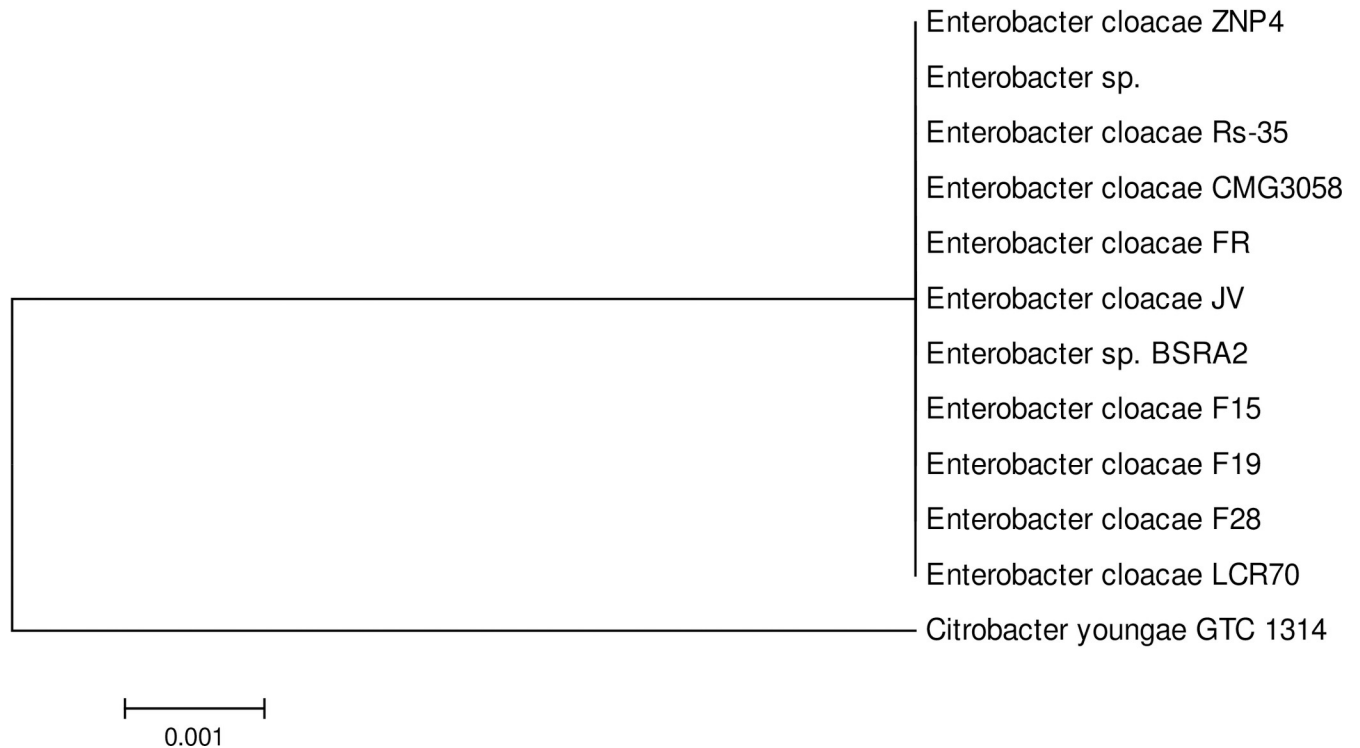 Enterobacter cloacae ZNP4
Enterobacter sp.
Enterobacter cloacae Rs-35
Enterobacter cloacae CMG3058
Enterobacter cloacae FR
Enterobacter cloacae JV
Enterobacter sp. BSRA2
Enterobacter cloacae F15
Enterobacter cloacae F19
Enterobacter cloacae F28
Enterobacter cloacae LCR70
Citrobacter youngae GTC 1314
0.001